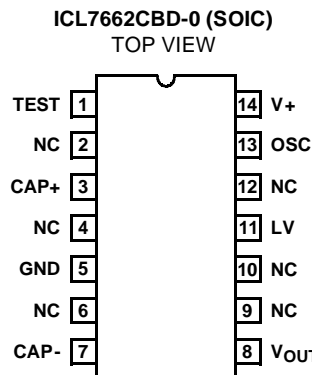 ICL7662CBD-0 (SOIC)
TOP VIEW
TEST 1 14 V+
NC 2 13 OSC
CAP+ 3 12 NC
NC 4 11 LV
GND 5 10 NC
NC 6 9 NC
CAP- 7 8 VOUT